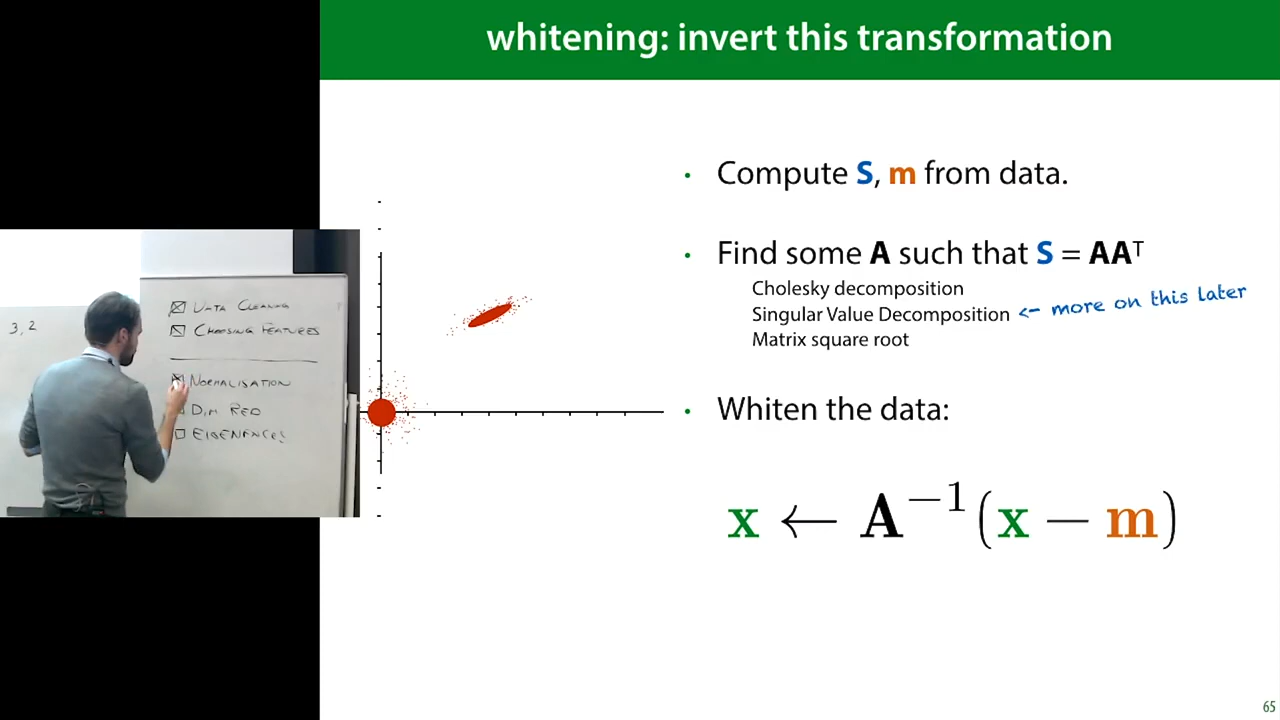 whitening: invert this transformation
• Compute S, m from data.
• Find some A such that S = AAᵀ
Cholesky decomposition
Singular Value Decomposition <- more on this later
Matrix square root
• Whiten the data:
x ← A⁻¹(x − m)
65
3, 2
DATA CLEANING
CHOOSING FEATURES
NORMALISATION
DIM RED